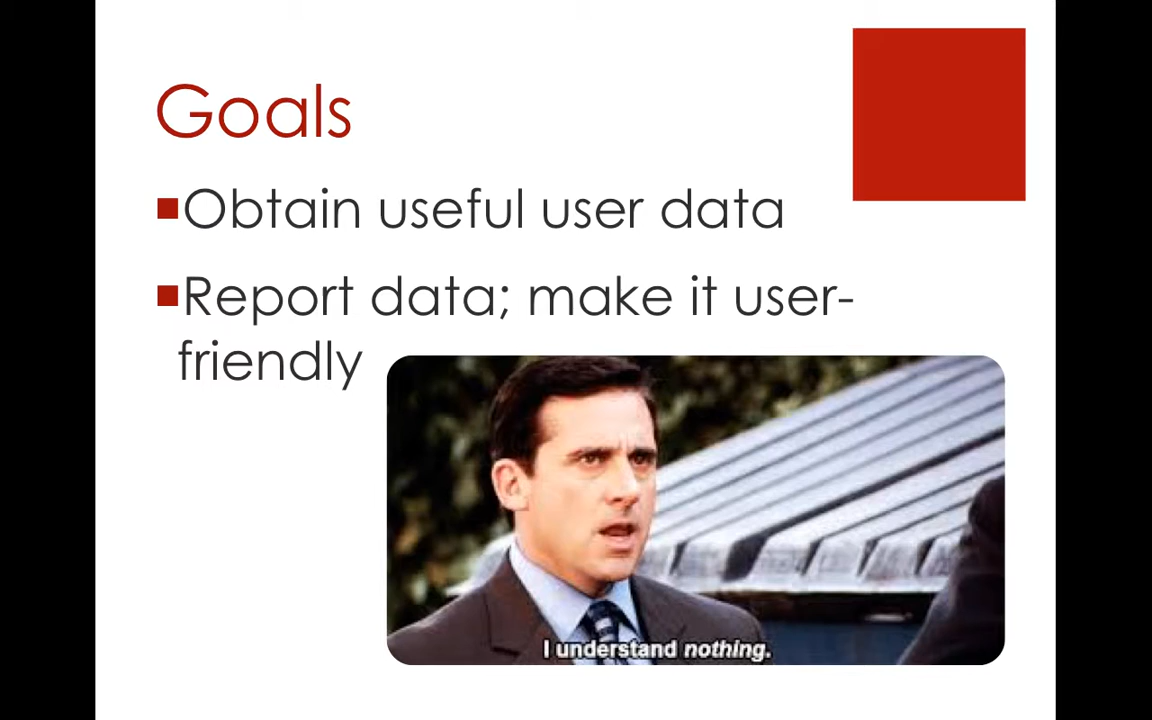 Goals
Obtain useful user data
Report data; make it user-
friendly
I understand nothing.